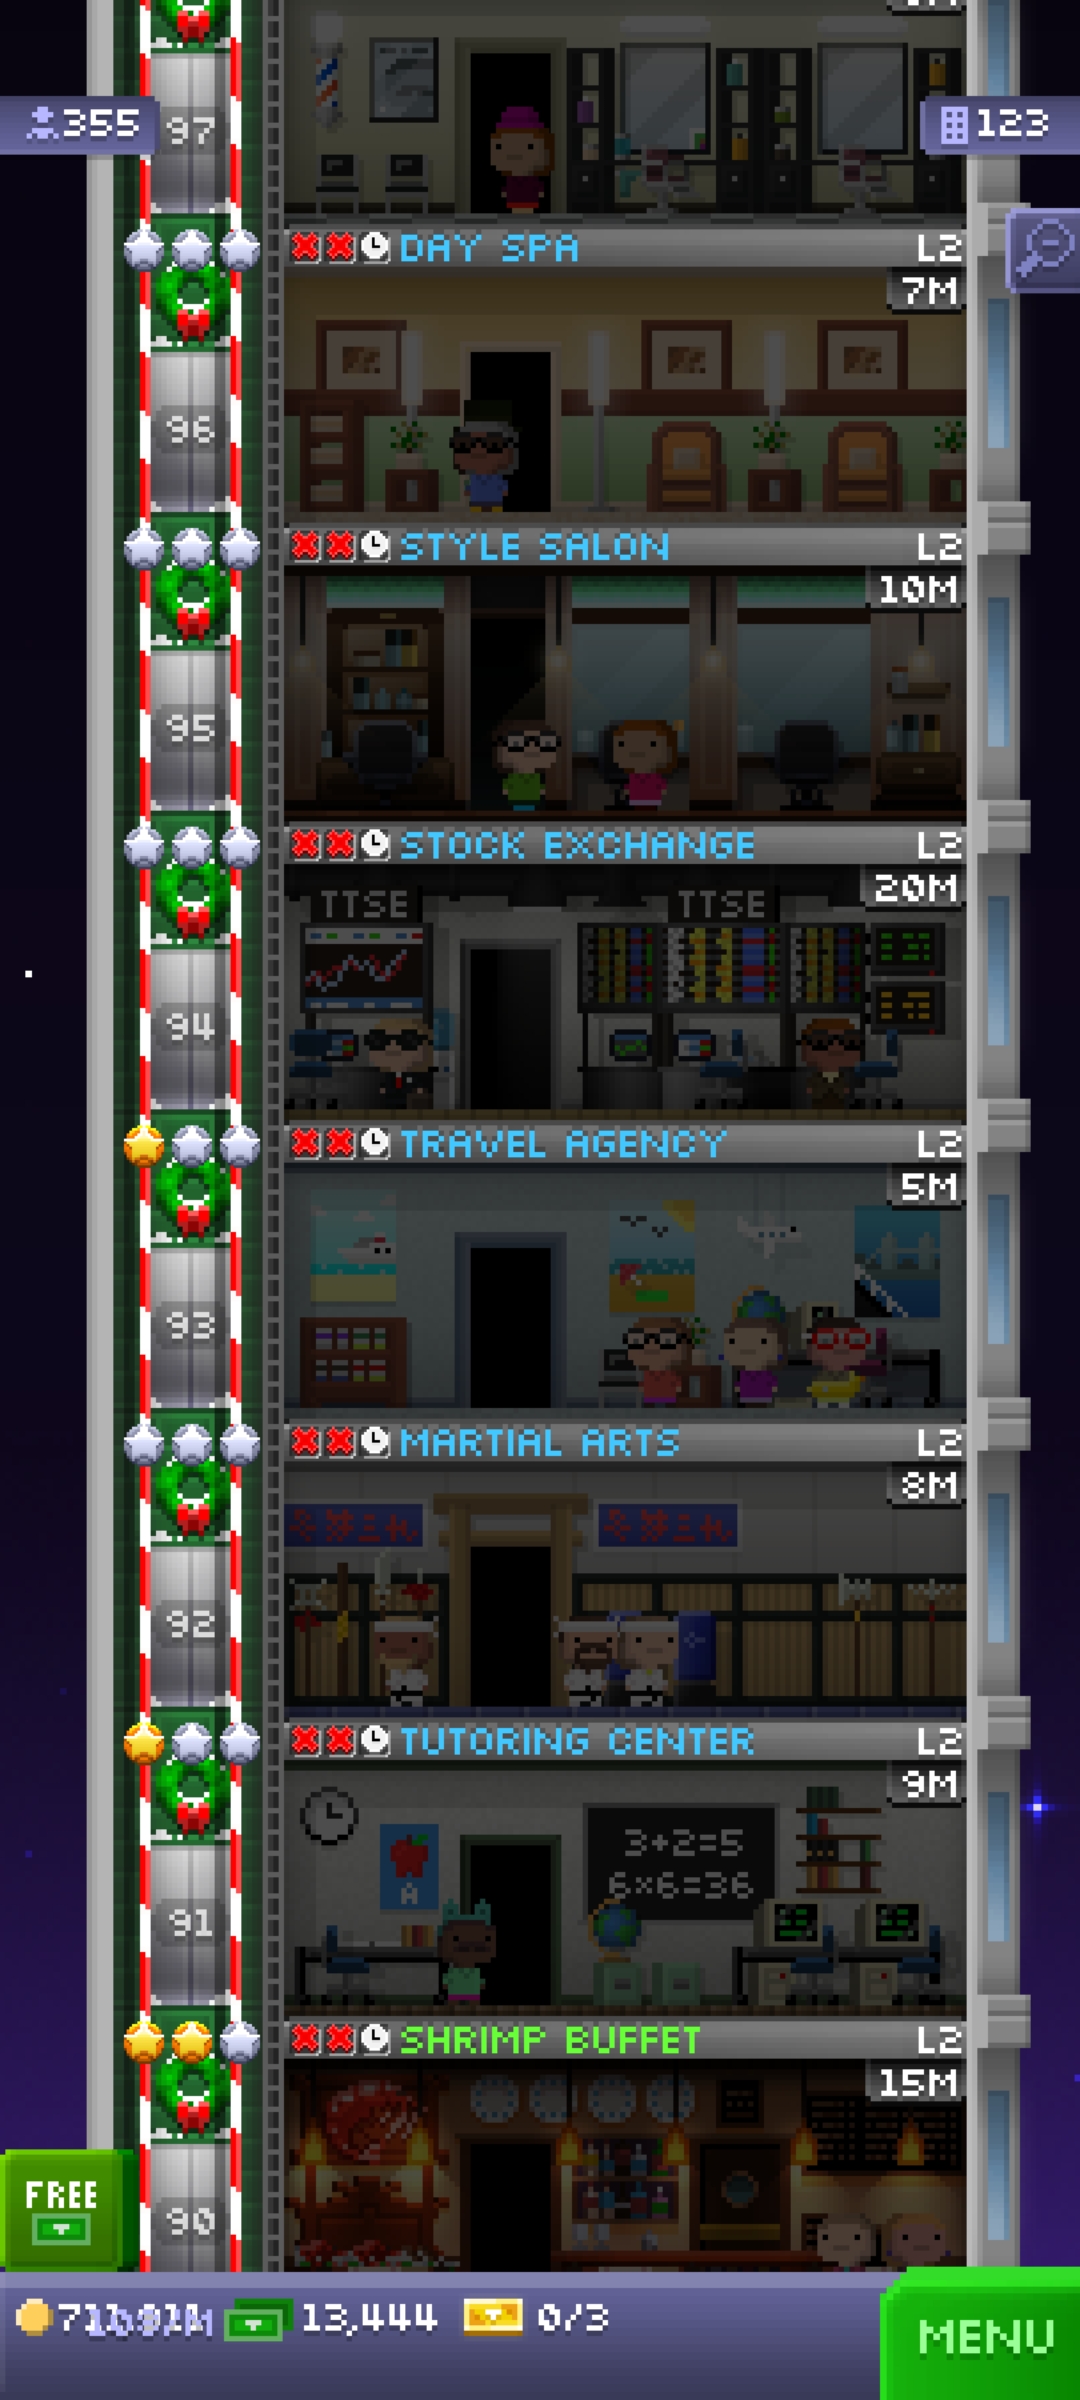 97
355
123
DAY SPA L2
7M
96
STYLE SALON L2
10M
95
STOCK EXCHANGE L2
20M
TTSE TTSE
94
TRAVEL AGENCY L2
5M
93
MARTIAL ARTS L2
8M
92
TUTORING CENTER L2
9M
3+2=5
6×6=36
A
91
SHRIMP BUFFET L2
15M
FREE
90
13,444 0/3
MENU